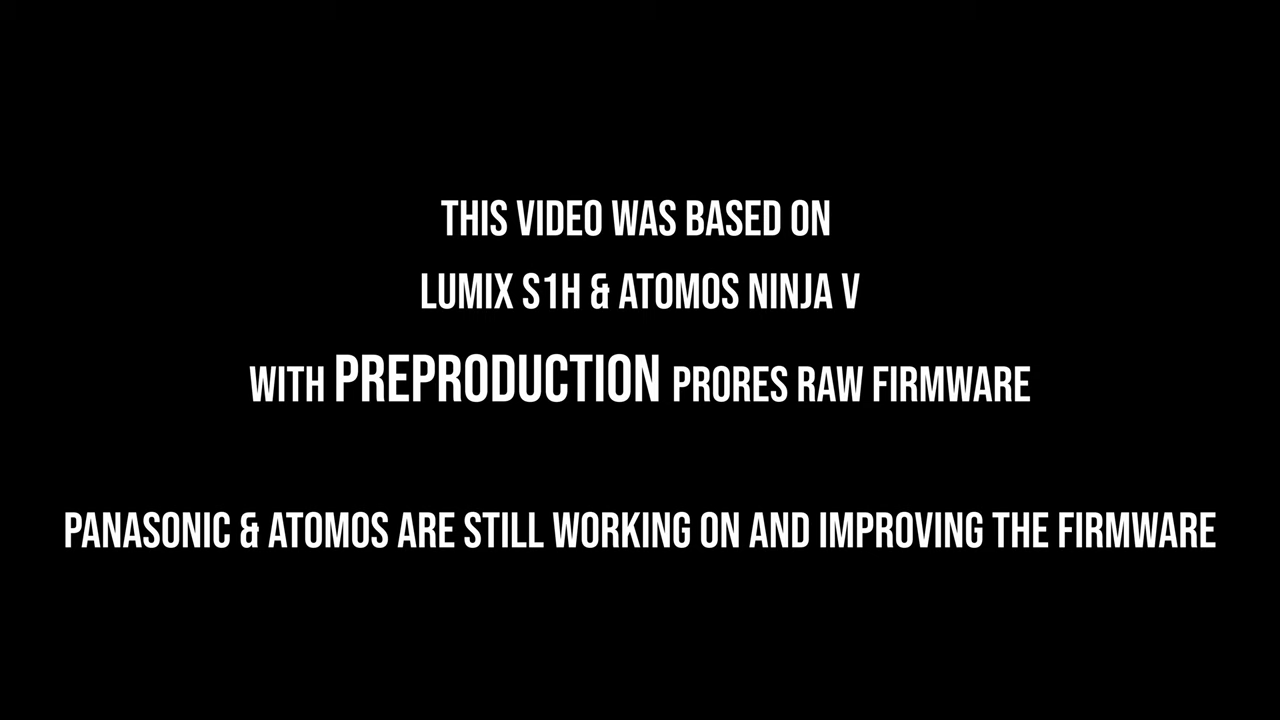 THIS VIDEO WAS BASED ON
LUMIX S1H & ATOMOS NINJA V
WITH PREPRODUCTION PRORES RAW FIRMWARE
PANASONIC & ATOMOS ARE STILL WORKING ON AND IMPROVING THE FIRMWARE